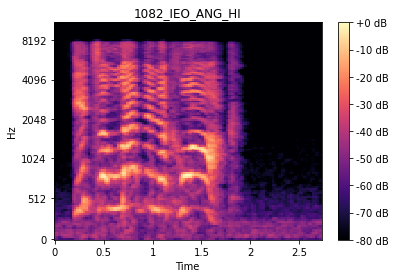 1082_IEO_ANG_HI
+0 dB
8192
-10 dB
4096
-20 dB
-30 dB
2048
-40 dB
Hz
1024
-50 dB
512
-60 dB
-70 dB
0
-80 dB
0 0.5 1 1.5 2 2.5
Time